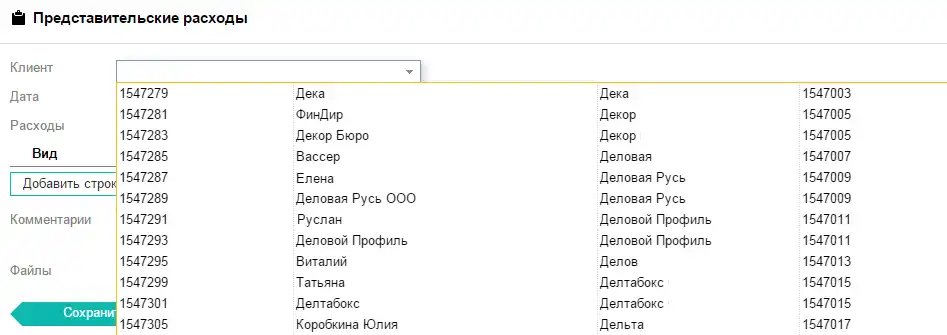 Представительские расходы
Клиент
Дата
Расходы
Вид
Добавить строк
Комментарии
Файлы
Сохрани
1547279 Дека Дека 1547003
1547281 ФинДир Декор 1547005
1547283 Декор Бюро Декор 1547005
1547285 Вассер Деловая 1547007
1547287 Елена Деловая Русь 1547009
1547289 Деловая Русь ООО Деловая Русь 1547009
1547291 Руслан Деловой Профиль 1547011
1547293 Деловой Профиль Деловой Профиль 1547011
1547295 Виталий Делов 1547013
1547299 Татьяна Делтабокс 1547015
1547301 Делтабокс Делтабокс 1547015
1547305 Коробкина Юлия Дельта 1547017